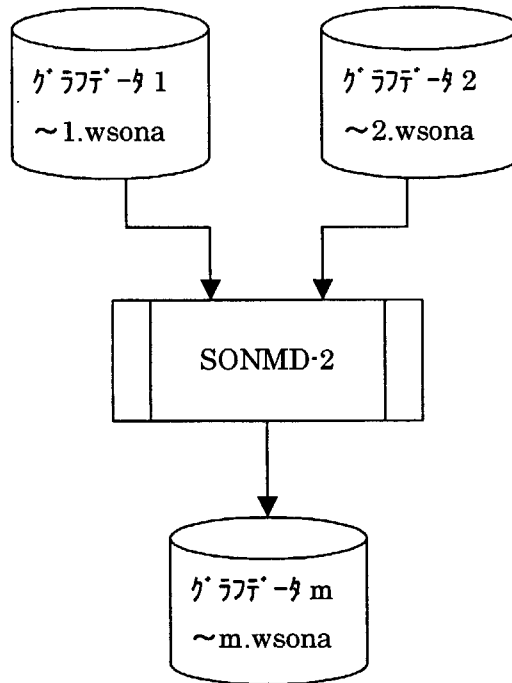 ｸﾞﾗﾌﾃﾞｰﾀ 1
～1.wsona
ｸﾞﾗﾌﾃﾞｰﾀ 2
～2.wsona
SONMD-2
ｸﾞﾗﾌﾃﾞｰﾀ m
～m.wsona